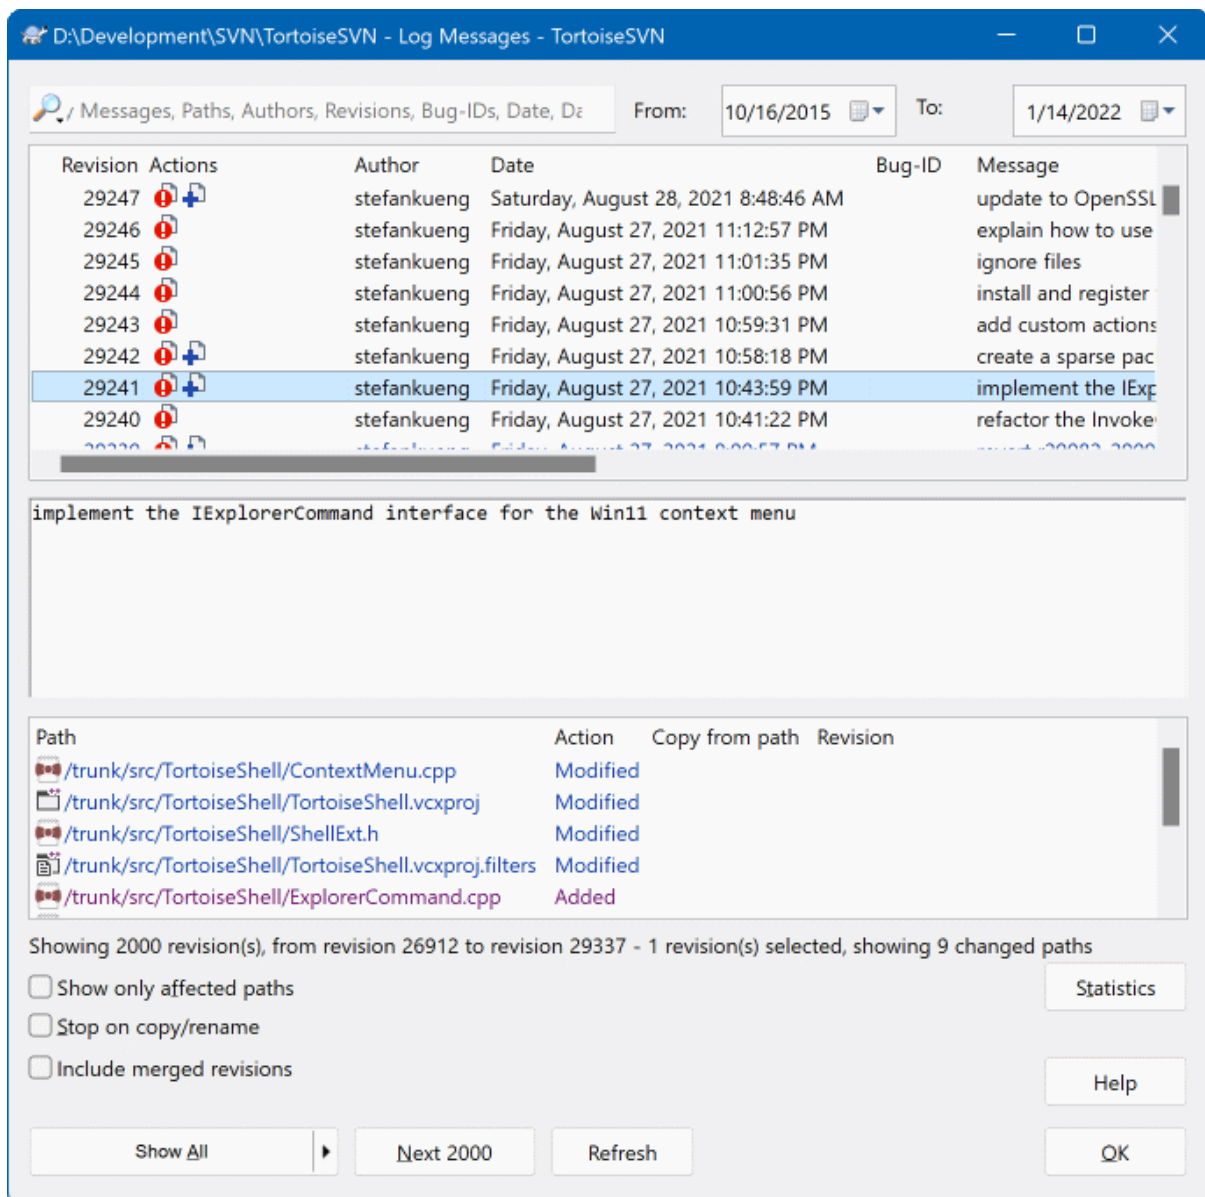 D:\Development\SVN\TortoiseSVN - Log Messages - TortoiseSVN
Messages, Paths, Authors, Revisions, Bug-IDs, Date, Da From: 10/16/2015 To: 1/14/2022
Revision Actions Author Date Bug-ID Message
29247 stefankueng Saturday, August 28, 2021 8:48:46 AM update to OpenSSL
29246 stefankueng Friday, August 27, 2021 11:12:57 PM explain how to use
29245 stefankueng Friday, August 27, 2021 11:01:35 PM ignore files
29244 stefankueng Friday, August 27, 2021 11:00:56 PM install and register
29243 stefankueng Friday, August 27, 2021 10:59:31 PM add custom actions
29242 stefankueng Friday, August 27, 2021 10:58:18 PM create a sparse pac
29241 stefankueng Friday, August 27, 2021 10:43:59 PM implement the IExp
29240 stefankueng Friday, August 27, 2021 10:41:22 PM refactor the Invoke
implement the IExplorerCommand interface for the Win11 context menu
Path Action Copy from path Revision
/trunk/src/TortoiseShell/ContextMenu.cpp Modified
/trunk/src/TortoiseShell/TortoiseShell.vcxproj Modified
/trunk/src/TortoiseShell/ShellExt.h Modified
/trunk/src/TortoiseShell/TortoiseShell.vcxproj.filters Modified
/trunk/src/TortoiseShell/ExplorerCommand.cpp Added
Showing 2000 revision(s), from revision 26912 to revision 29337 - 1 revision(s) selected, showing 9 changed paths
Show only affected paths Statistics
Stop on copy/rename
Include merged revisions
Help
Show All Next 2000 Refresh OK